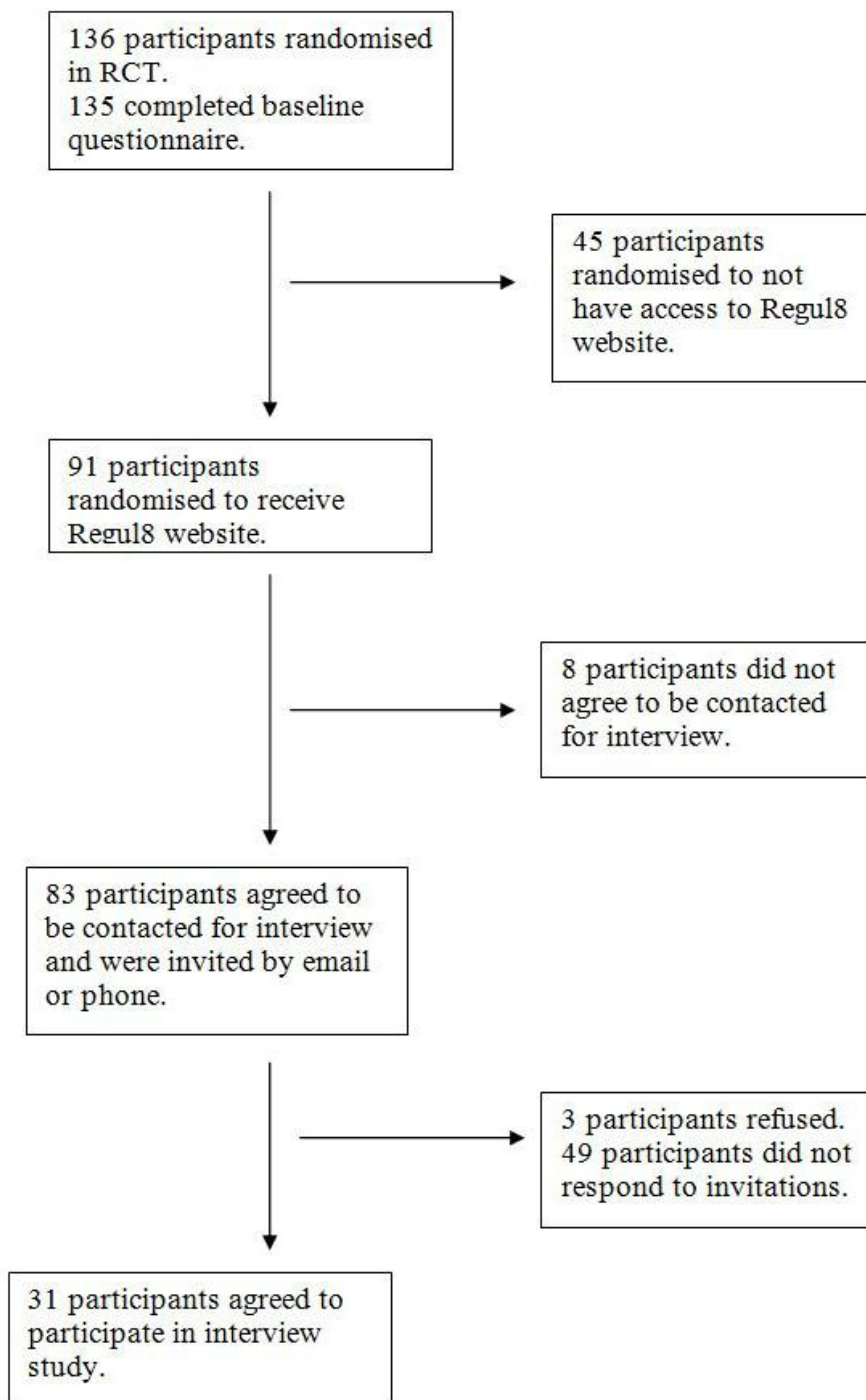 136 participants randomised
in RCT.
135 completed baseline
questionnaire.
45 participants
randomised to not
have access to Regul8
website.
91 participants
randomised to receive
Regul8 website.
8 participants did not
agree to be contacted
for interview.
83 participants agreed to
be contacted for interview
and were invited by email
or phone.
3 participants refused.
49 participants did not
respond to invitations.
31 participants agreed to
participate in interview
study.